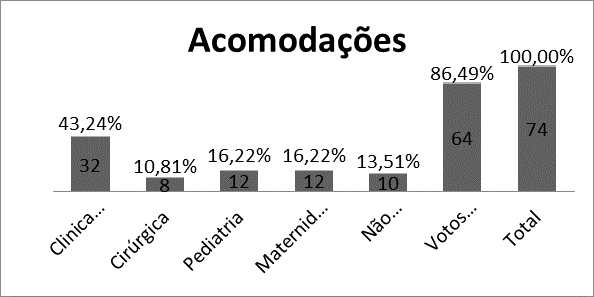 Acomodações
43,24%
10,81%
16,22%
16,22%
13,51%
86,49%
100,00%
32
8
12
12
10
64
74
Clinica...
Cirúrgica
Pediatria
Maternid...
Não...
Votos...
Total